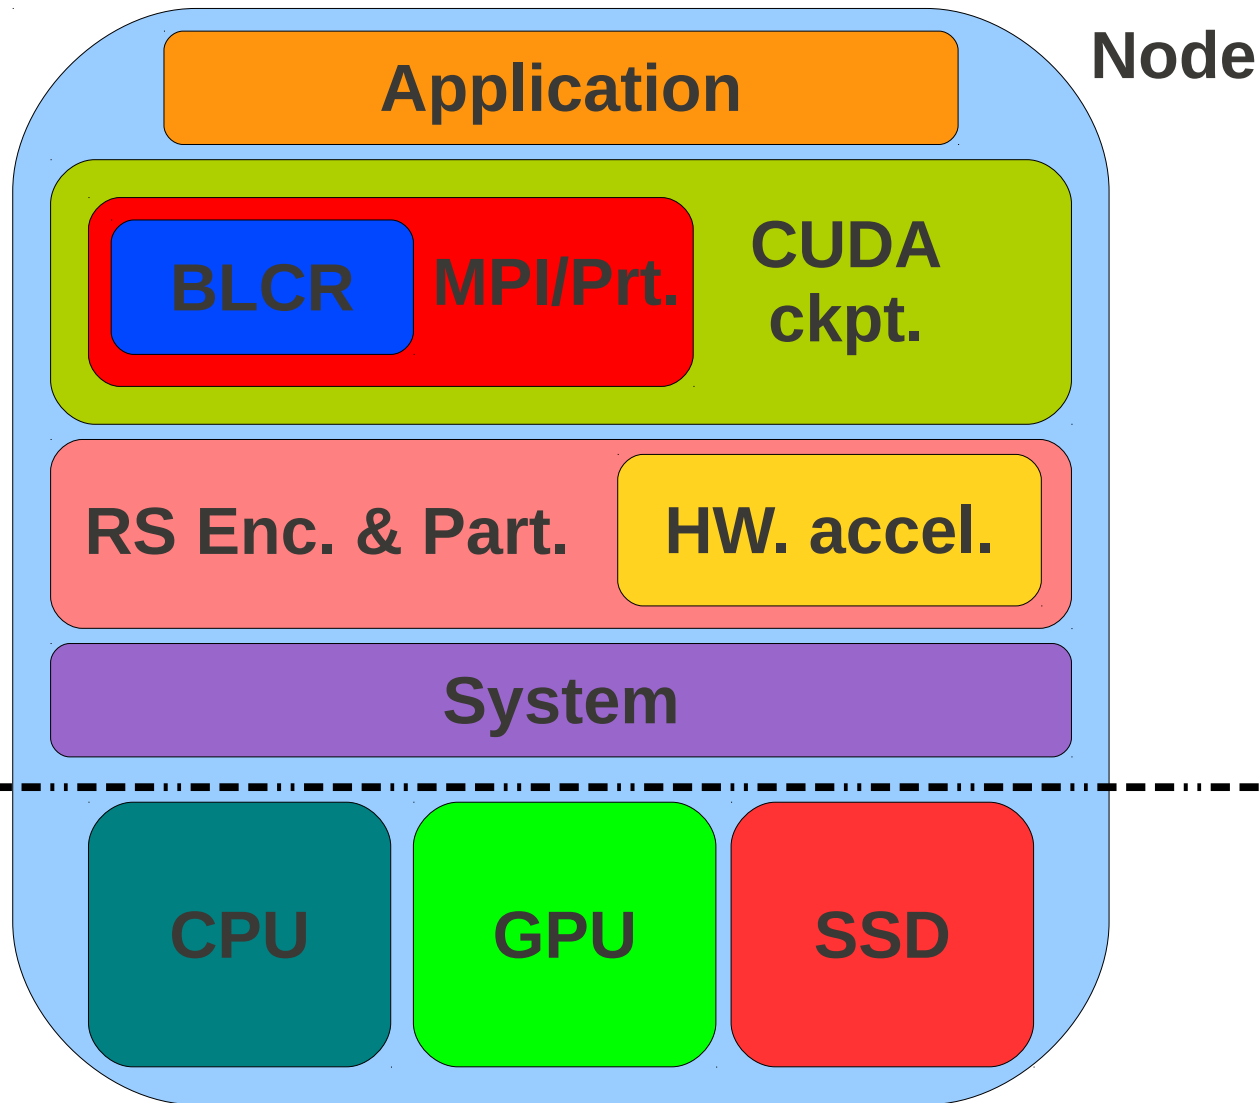 Node
Application
BLCR
MPI/Prt.
CUDA
ckpt.
RS Enc. & Part.
HW. accel.
System
CPU
GPU
SSD